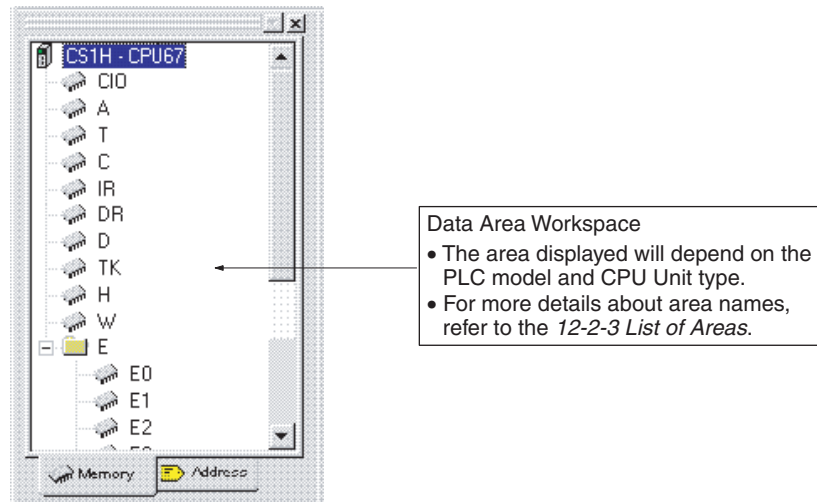 CS1H - CPU67
CIO
A
T
C
IR
DR
D
TK
H
W
E
E0
E1
E2
Memory
Address
Data Area Workspace
• The area displayed will depend on the
PLC model and CPU Unit type.
• For more details about area names,
refer to the 12-2-3 List of Areas.